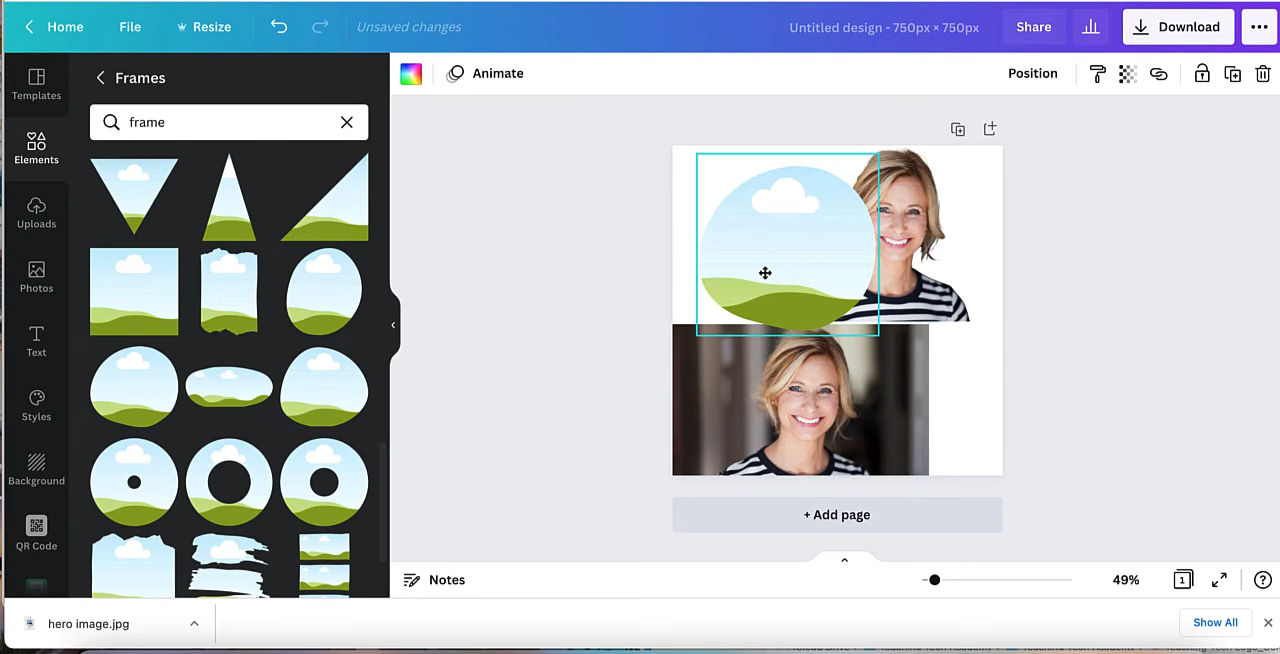 Home
File
Resize
Unsaved changes
Untitled design - 750px × 750px
Share
Download
Templates
Elements
Uploads
Photos
Text
Styles
Background
QR Code
Frames
frame
Animate
Position
+ Add page
Notes
49%
1
hero image.jpg
Show All